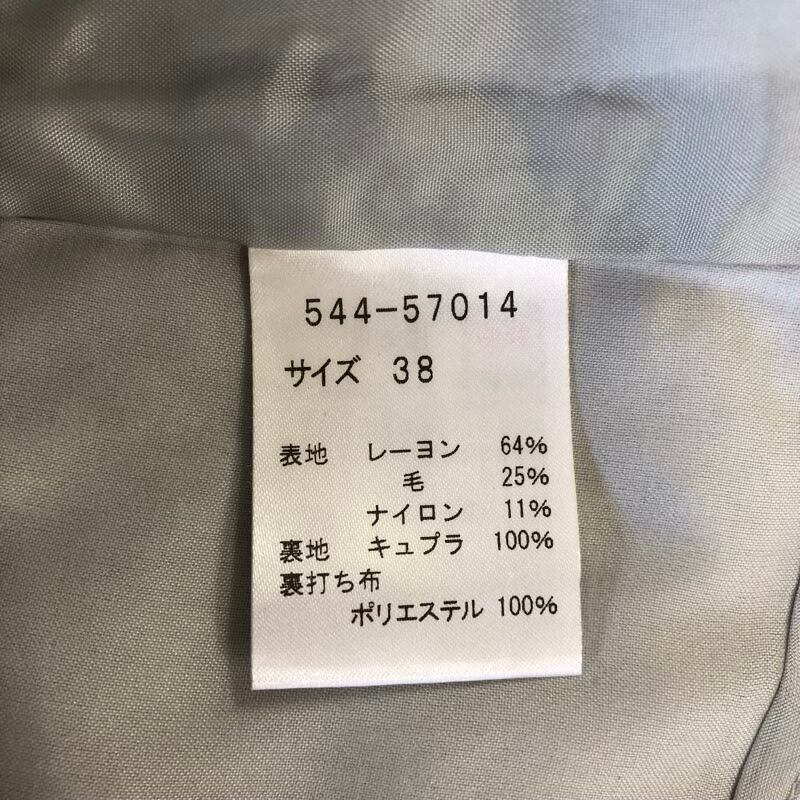 544-57014
サイズ 38
表地 レーヨン 64%
毛 25%
ナイロン 11%
裏地 キュプラ 100%
裏打ち布
ポリエステル 100%